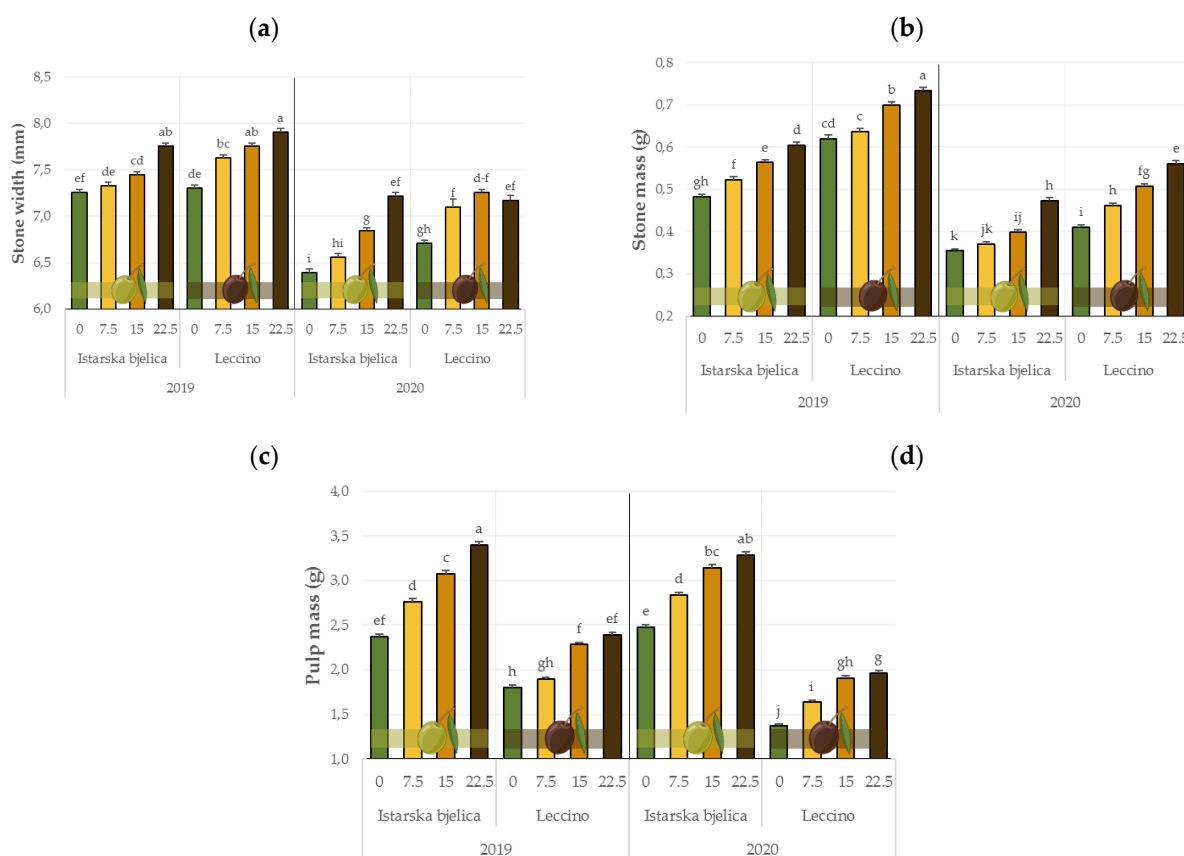 (a)
8,5
8,0
7,5
7,0
6,5
6,0
Stone width (mm)
ef de cd ab de bc ab a i hi g ef gh f d-f ef
0 7.5 15 22.5 0 7.5 15 22.5 0 7.5 15 22.5 0 7.5 15 22.5
Istarska bjelica Leccino Istarska bjelica Leccino
2019 2020
(b)
0,8
0,7
0,6
0,5
0,4
0,3
0,2
Stone mass (g)
gh f e d cd c b a k jk ij h i h fg e
0 7.5 15 22.5 0 7.5 15 22.5 0 7.5 15 22.5 0 7.5 15 22.5
Istarska bjelica Leccino Istarska bjelica Leccino
2019 2020
(c) (d)
4,0
3,5
3,0
2,5
2,0
1,5
1,0
Pulp mass (g)
ef d c a h gh f ef e d bc ab j i gh g
0 7.5 15 22.5 0 7.5 15 22.5 0 7.5 15 22.5 0 7.5 15 22.5
Istarska bjelica Leccino Istarska bjelica Leccino
2019 2020